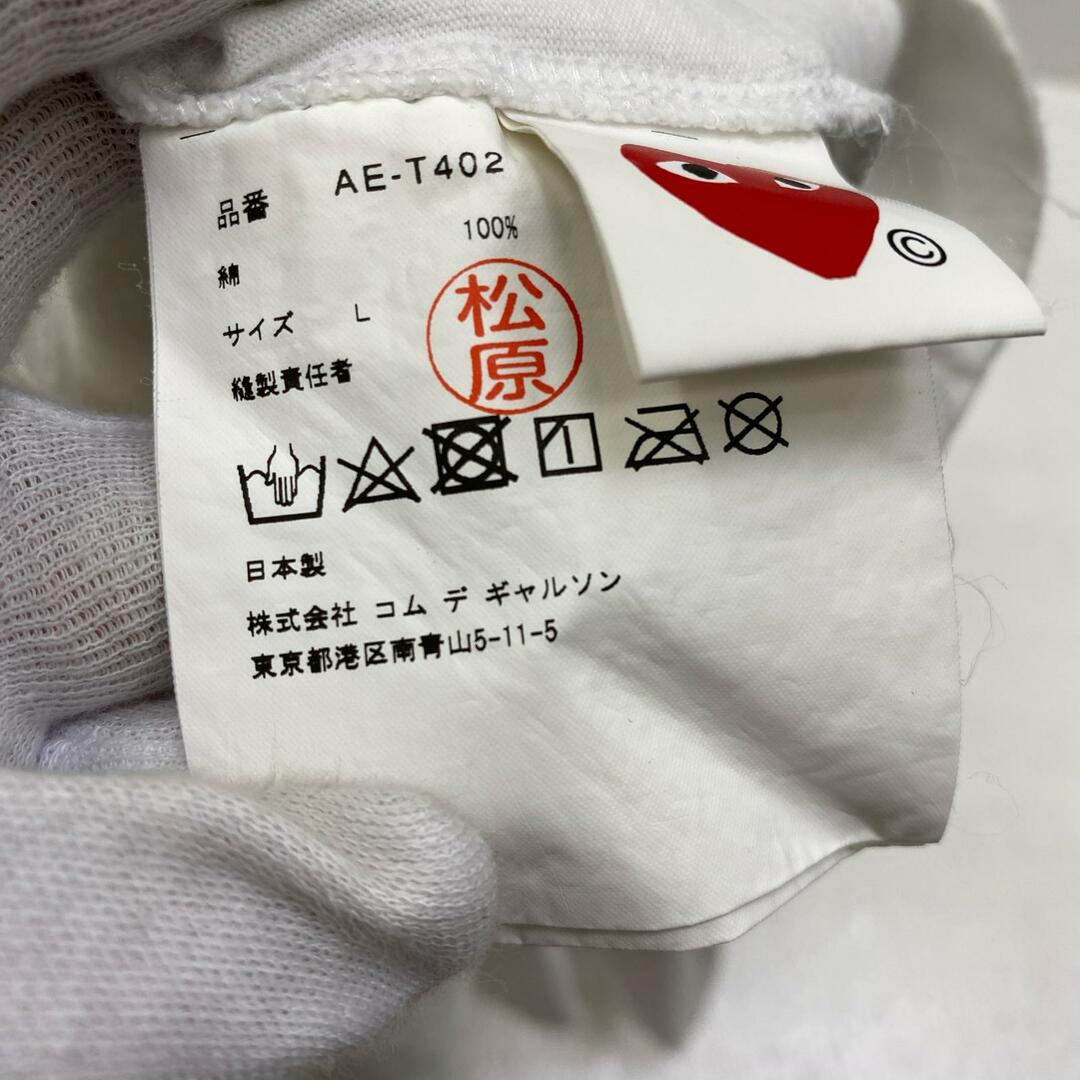 品番 AE-T402
綿 100%
サイズ L
縫製責任者 松原
日本製
株式会社 コム デ ギャルソン
東京都港区南青山5-11-5
©